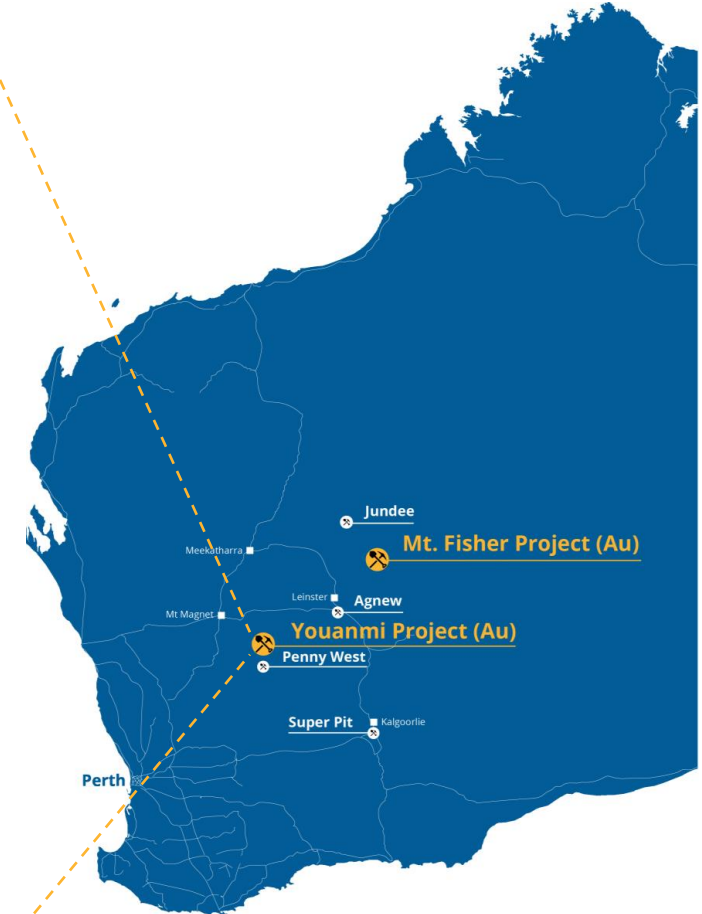 Jundee
Mt. Fisher Project (Au)
Meekatharra
Leinster
Agnew
Mt Magnet
Youanmi Project (Au)
Penny West
Super Pit
Kalgoorlie
Perth